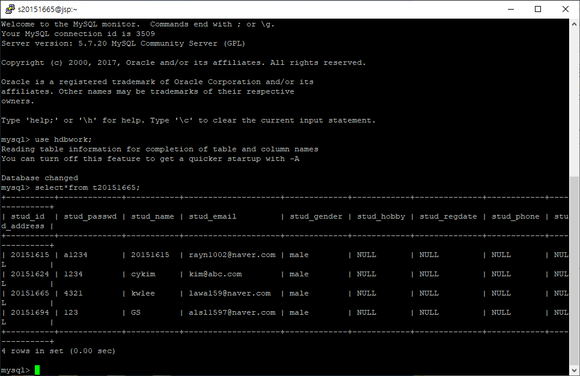 s20151665@jsp:~
Welcome to the MySQL monitor.  Commands end with ; or \g.
Your MySQL connection id is 3509
Server version: 5.7.20 MySQL Community Server (GPL)
Copyright (c) 2000, 2017, Oracle and/or its affiliates. All rights reserved.
Oracle is a registered trademark of Oracle Corporation and/or its
affiliates. Other names may be trademarks of their respective
owners.
Type 'help;' or '\h' for help. Type '\c' to clear the current input statement.
mysql> use hdbwork;
Reading table information for completion of table and column names
You can turn off this feature to get a quicker startup with -A
Database changed
mysql> select*from t20151665;
+----------+-------------+-----------+------------------+-------------+------------+--------------+------------+----
-----------+
| stud_id | stud_passwd | stud_name | stud_email | stud_gender | stud_hobby | stud_regdate | stud_phone | stu
d_address |
+----------+-------------+-----------+------------------+-------------+------------+--------------+------------+----
-----------+
| 20151615 | a1234 | 20151615 | rayn1002@naver.com | male | NULL | NULL | NULL | NUL
L |
| 20151624 | 1234 | cykim | kim@abc.com | male | NULL | NULL | NULL | NUL
L |
| 20151665 | 4321 | kwlee | lawa159@naver.com | male | NULL | NULL | NULL | NUL
L |
| 20151694 | 123 | GS | als11597@naver.com | male | NULL | NULL | NULL | NUL
L |
+----------+-------------+-----------+------------------+-------------+------------+--------------+------------+----
-----------+
4 rows in set (0.00 sec)
mysql>